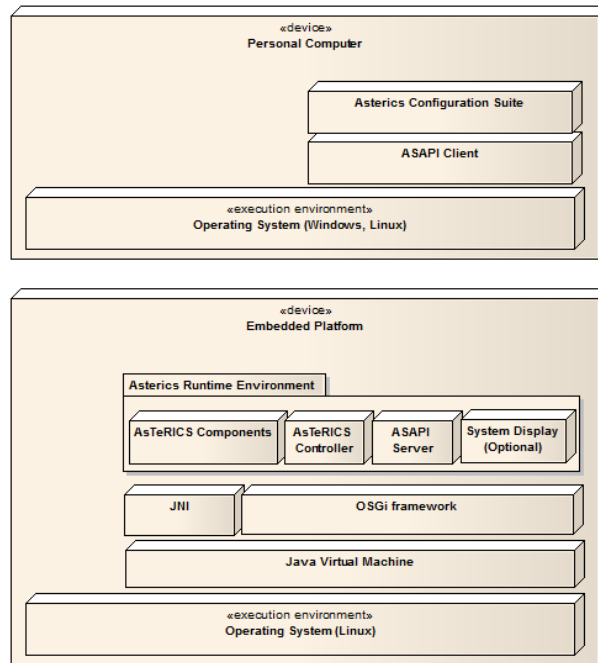 «device»
Personal Computer
Asterics Configuration Suite
ASAPI Client
«execution environment»
Operating System (Windows, Linux)
«device»
Embedded Platform
Asterics Runtime Environment
AsTeRICS Components
AsTeRICS
Controller
ASAPI
Server
System Display
(Optional)
JNI
OSGi framework
Java Virtual Machine
«execution environment»
Operating System (Linux)